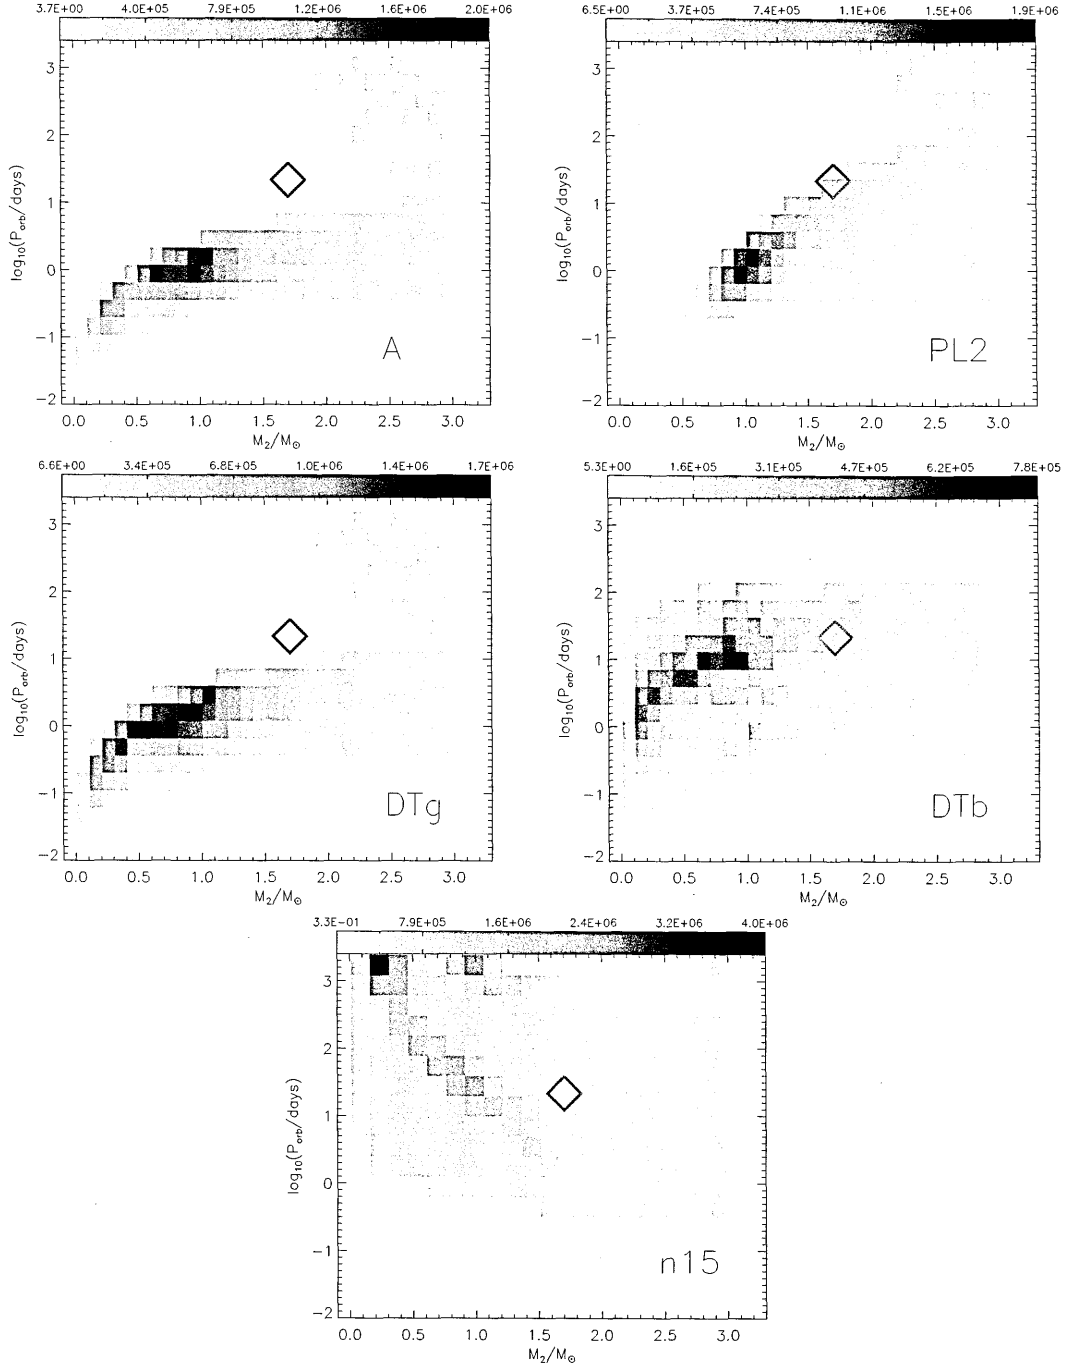 3.7E+00 4.0E+05 7.9E+05 1.2E+06 1.6E+06 2.0E+06
3
2
1
0
−1
−2
log₁₀(P_orb/days)
A
0.0 0.5 1.0 1.5 2.0 2.5 3.0
M₂/M☉
6.5E+00 3.7E+05 7.4E+05 1.1E+06 1.5E+06 1.9E+06
3
2
1
0
−1
−2
log₁₀(P_orb/days)
PL2
0.0 0.5 1.0 1.5 2.0 2.5 3.0
M₂/M☉
6.6E+00 3.4E+05 6.8E+05 1.0E+06 1.4E+06 1.7E+06
3
2
1
0
−1
−2
log₁₀(P_orb/days)
DTg
0.0 0.5 1.0 1.5 2.0 2.5 3.0
M₂/M☉
5.3E+00 1.6E+05 3.1E+05 4.7E+05 6.2E+05 7.8E+05
3
2
1
0
−1
−2
log₁₀(P_orb/days)
DTb
0.0 0.5 1.0 1.5 2.0 2.5 3.0
M₂/M☉
3.3E−01 7.9E+05 1.6E+06 2.4E+06 3.2E+06 4.0E+06
3
2
1
0
−1
−2
log₁₀(P_orb/days)
n15
0.0 0.5 1.0 1.5 2.0 2.5 3.0
M₂/M☉